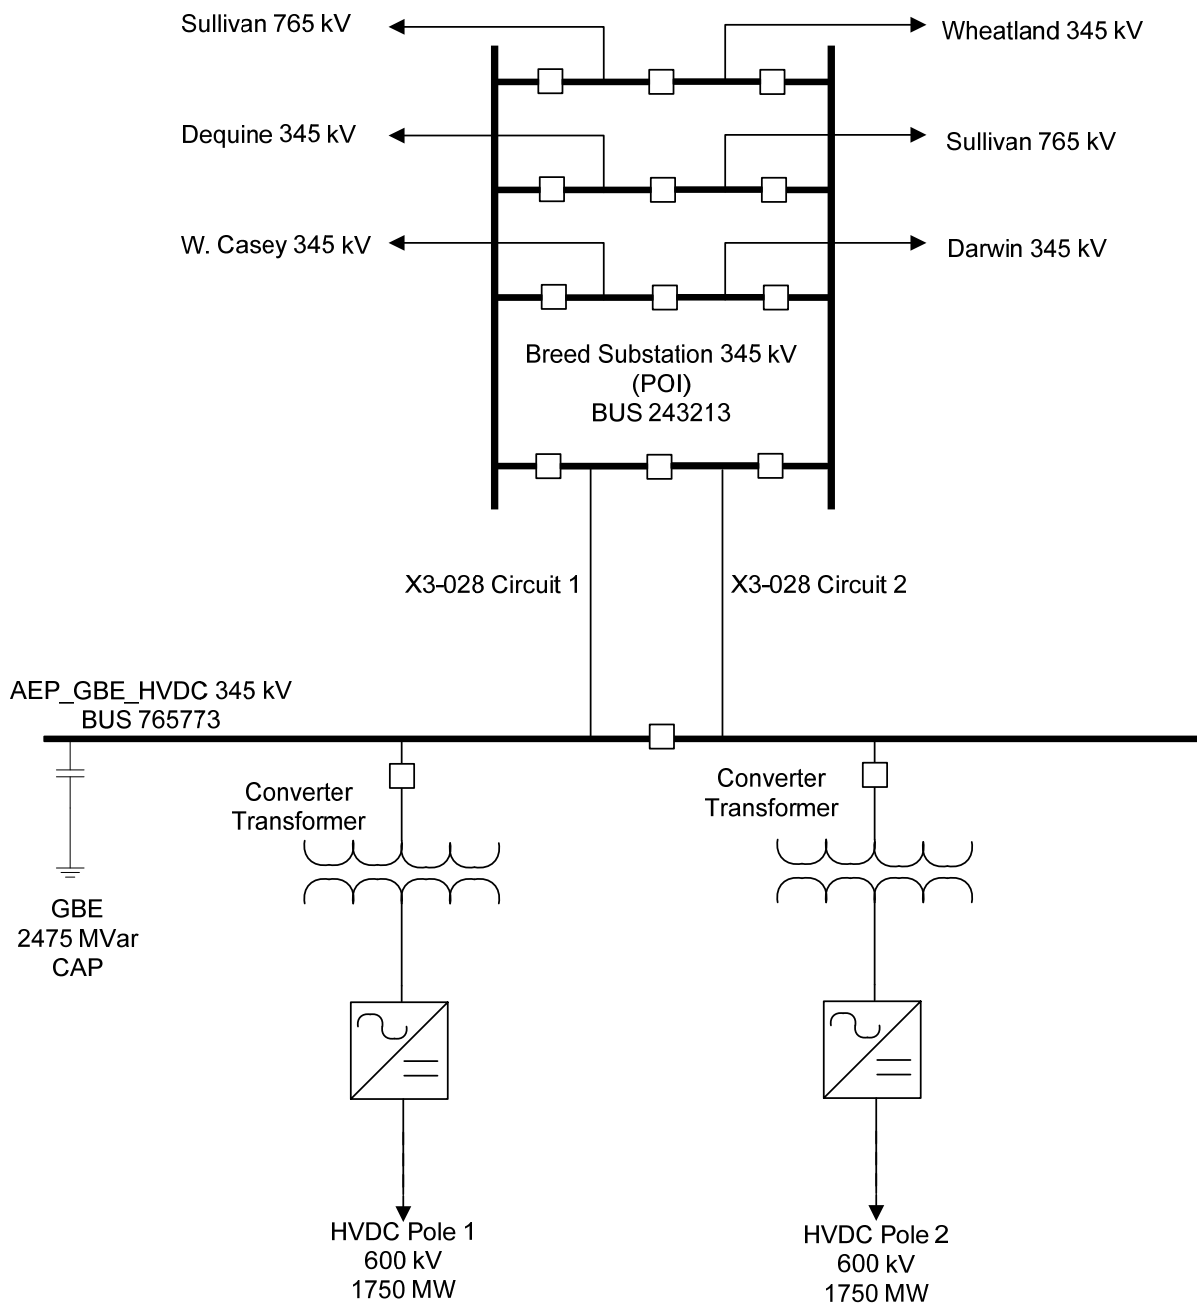 Sullivan 765 kV
Wheatland 345 kV
Dequine 345 kV
Sullivan 765 kV
W. Casey 345 kV
Darwin 345 kV
Breed Substation 345 kV
(POI)
BUS 243213
X3-028 Circuit 1
X3-028 Circuit 2
AEP_GBE_HVDC 345 kV
BUS 765773
Converter
Transformer
Converter
Transformer
GBE
2475 MVar
CAP
HVDC Pole 1
600 kV
1750 MW
HVDC Pole 2
600 kV
1750 MW